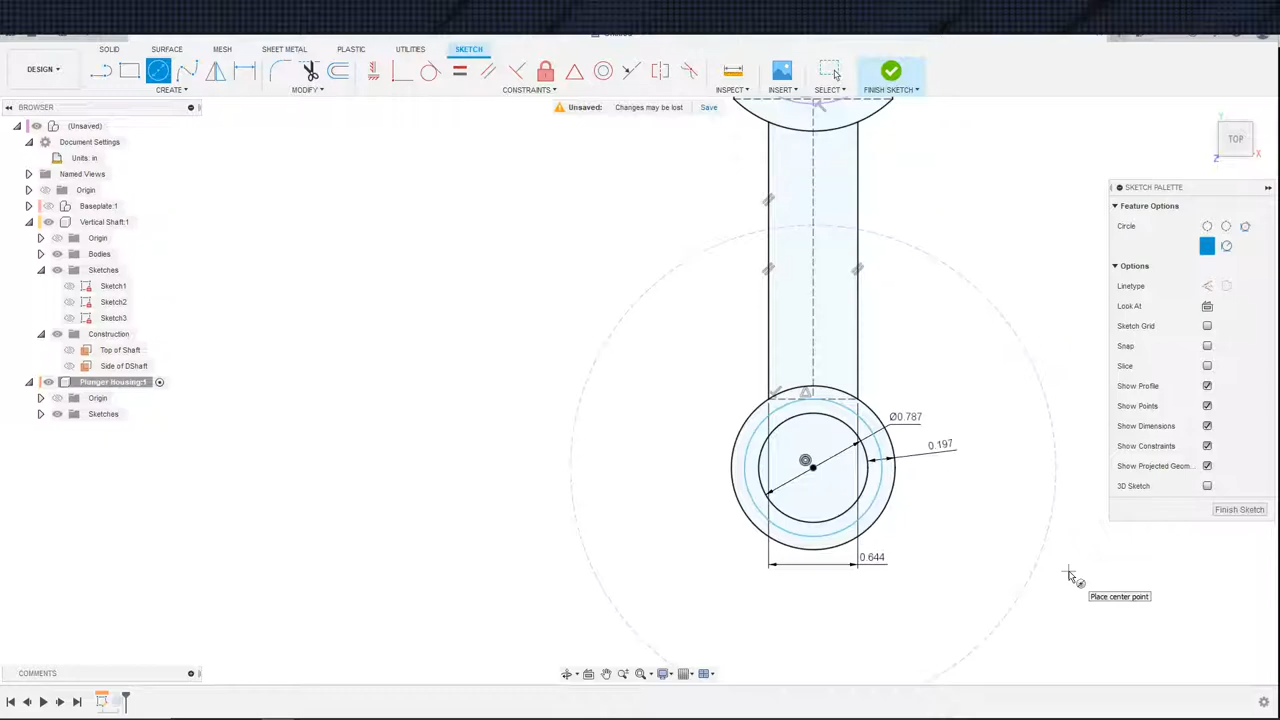 SOLID SURFACE MESH SHEET METAL PLASTIC UTILITIES SKETCH
DESIGN
CREATE MODIFY CONSTRAINTS INSPECT INSERT SELECT FINISH SKETCH
BROWSER
Unsaved: Changes may be lost Save
(Unsaved)
Document Settings
Units: in
Named Views
Origin
Baseplate:1
Vertical Shaft:1
Origin
Bodies
Sketches
Sketch1
Sketch2
Sketch3
Construction
Top of Shaft
Side of DShaft
Plunger Housing:1
Origin
Sketches
Y
TOP
X
Z
SKETCH PALETTE
Feature Options
Circle
Options
Linetype
Look At
Sketch Grid
Snap
Slice
Show Profile
Show Points
Show Dimensions
Show Constraints
Show Projected Geom...
3D Sketch
Finish Sketch
Ø0.787
0.197
0.644
Place center point
COMMENTS